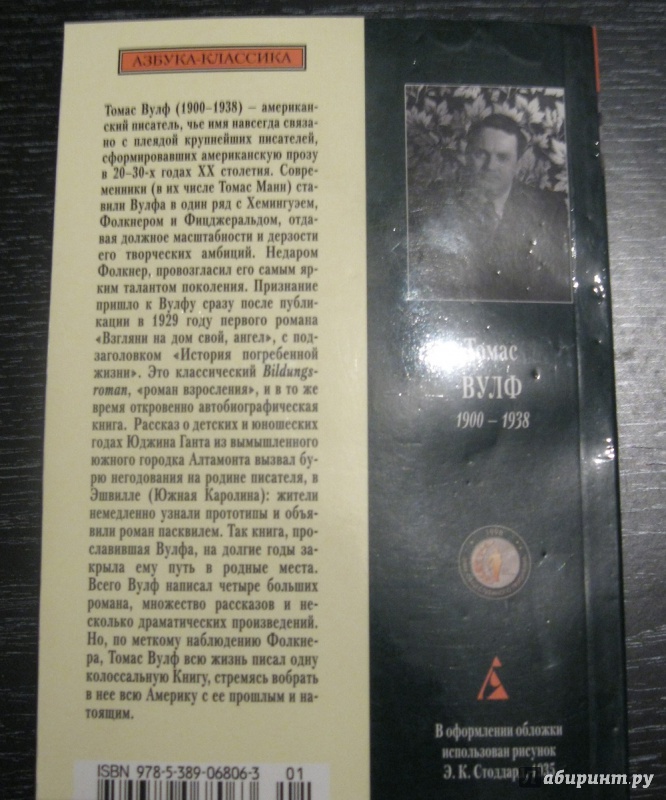 АЗБУКА-КЛАССИКА
Томас Вулф (1900–1938) – американ-
ский писатель, чье имя навсегда связа-
но с плеядой крупнейших писателей,
сформировавших американскую прозу
в 20–30-х годах XX столетия. Совре-
менники (в их числе Томас Манн) ста-
вили Вулфа в один ряд с Хемингуэем,
Фолкнером и Фицджеральдом, отда-
вая должное масштабности и дерзости
его творческих амбиций. Недаром
Фолкнер, провозгласил его самым яр-
ким талантом поколения. Признание
пришло к Вулфу сразу после публи-
кации в 1929 году первого романа
«Взгляни на дом свой, ангел», с под-
заголовком «История погребенной
жизни». Это классический Bildungs-
roman, «роман взросления», и в то же
время откровенно автобиографическая
книга. Рассказ о детских и юношеских
годах Юджина Ганта из вымышленного
южного городка Алтамонта вызвал бу-
рю негодования на родине писателя, в
Эшвилле (Южная Каролина): жители
немедленно узнали прототипы и объя-
вили роман пасквилем. Так книга, про-
славившая Вулфа, на долгие годы за-
крыла ему путь в родные места.
Всего Вулф написал четыре больших
романа, множество рассказов и не-
сколько драматических произведений.
Но, по меткому наблюдению Фолкне-
ра, Томас Вулф всю жизнь писал одну
колоссальную Книгу, стремясь вобрать
в нее всю Америку с ее прошлым и на-
стоящим.
ISBN 978-5-389-06806-3 01
Томас
ВУЛФ
1900 – 1938
В оформлении обложки
использован рисунок
Э. К. Стоддар 1935
лабиринт.ру